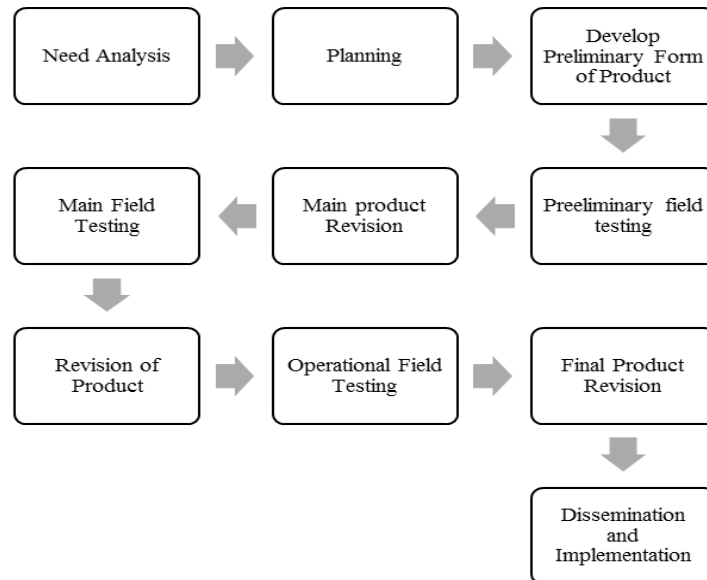 Need Analysis
Planning
Develop
Preliminary Form
of Product
Preeliminary field
testing
Main product
Revision
Main Field
Testing
Revision of
Product
Operational Field
Testing
Final Product
Revision
Dissemination
and
Implementation